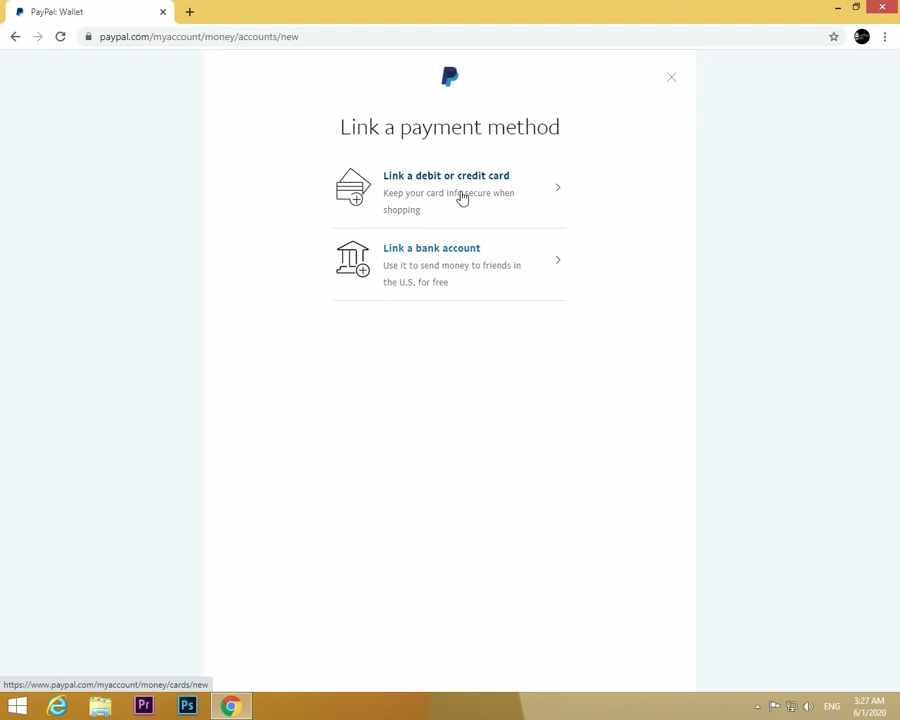 PayPal: Wallet
paypal.com/myaccount/money/accounts/new
Link a payment method
Link a debit or credit card
Keep your card info secure when
shopping
Link a bank account
Use it to send money to friends in
the U.S. for free
https://www.paypal.com/myaccount/money/cards/new
Pr
Ps
ENG
3:27 AM
6/1/2020